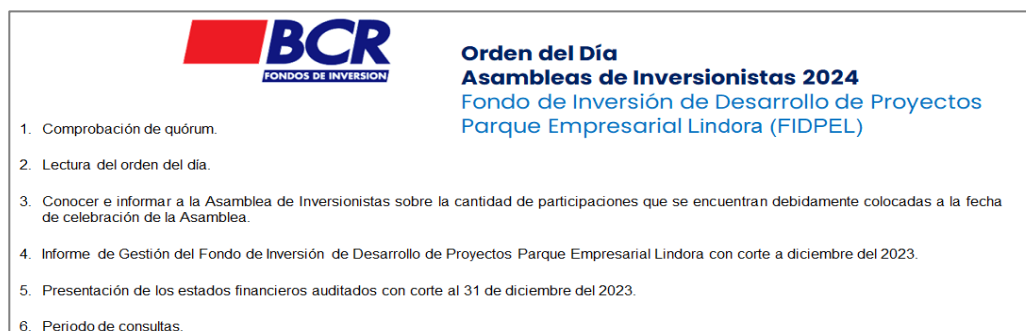 BCR
FONDOS DE INVERSION
Orden del Día
Asambleas de Inversionistas 2024
Fondo de Inversión de Desarrollo de Proyectos
Parque Empresarial Lindora (FIDPEL)
1. Comprobación de quórum.
2. Lectura del orden del día.
3. Conocer e informar a la Asamblea de Inversionistas sobre la cantidad de participaciones que se encuentran debidamente colocadas a la fecha
de celebración de la Asamblea.
4. Informe de Gestión del Fondo de Inversión de Desarrollo de Proyectos Parque Empresarial Lindora con corte a diciembre del 2023.
5. Presentación de los estados financieros auditados con corte al 31 de diciembre del 2023.
6. Periodo de consultas.